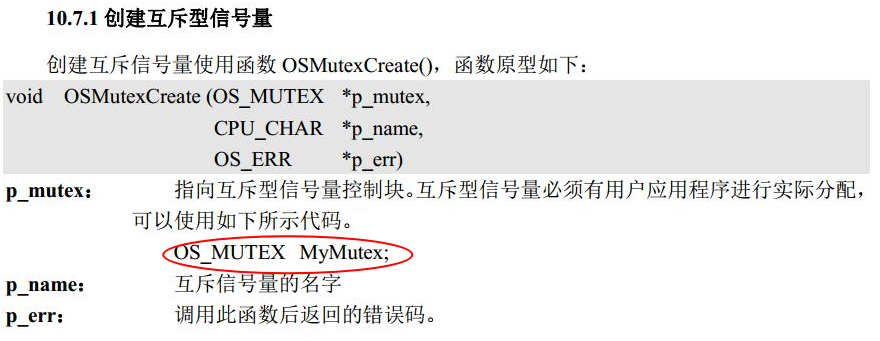 10.7.1 创建互斥型信号量
创建互斥信号量使用函数 OSMutexCreate()，函数原型如下：
void OSMutexCreate (OS_MUTEX *p_mutex,
CPU_CHAR *p_name,
OS_ERR *p_err)
p_mutex： 指向互斥型信号量控制块。互斥型信号量必须有用户应用程序进行实际分配，
可以使用如下所示代码。
OS_MUTEX MyMutex;
p_name： 互斥信号量的名字
p_err： 调用此函数后返回的错误码。